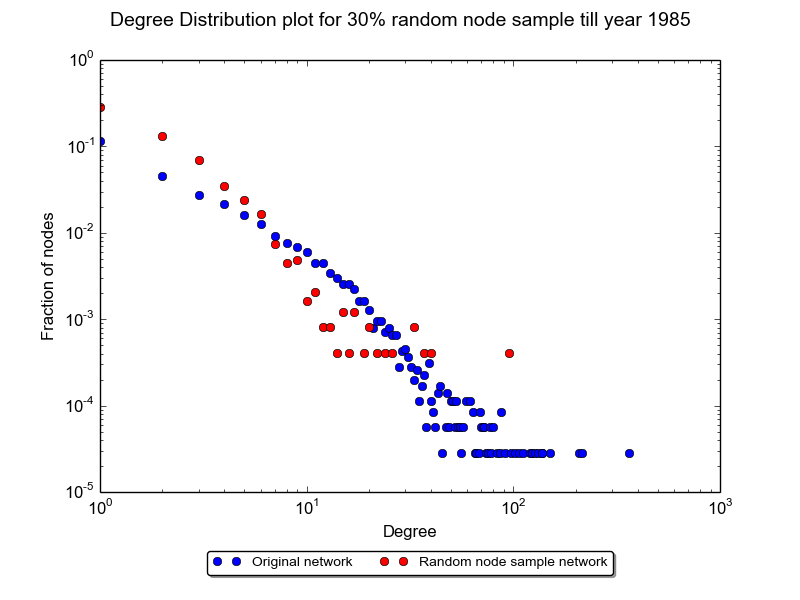 Degree Distribution plot for 30% random node sample till year 1985
10^0
10^-1
10^-2
10^-3
10^-4
10^-5
Fraction of nodes
10^0 10^1 10^2 10^3
Degree
Original network Random node sample network